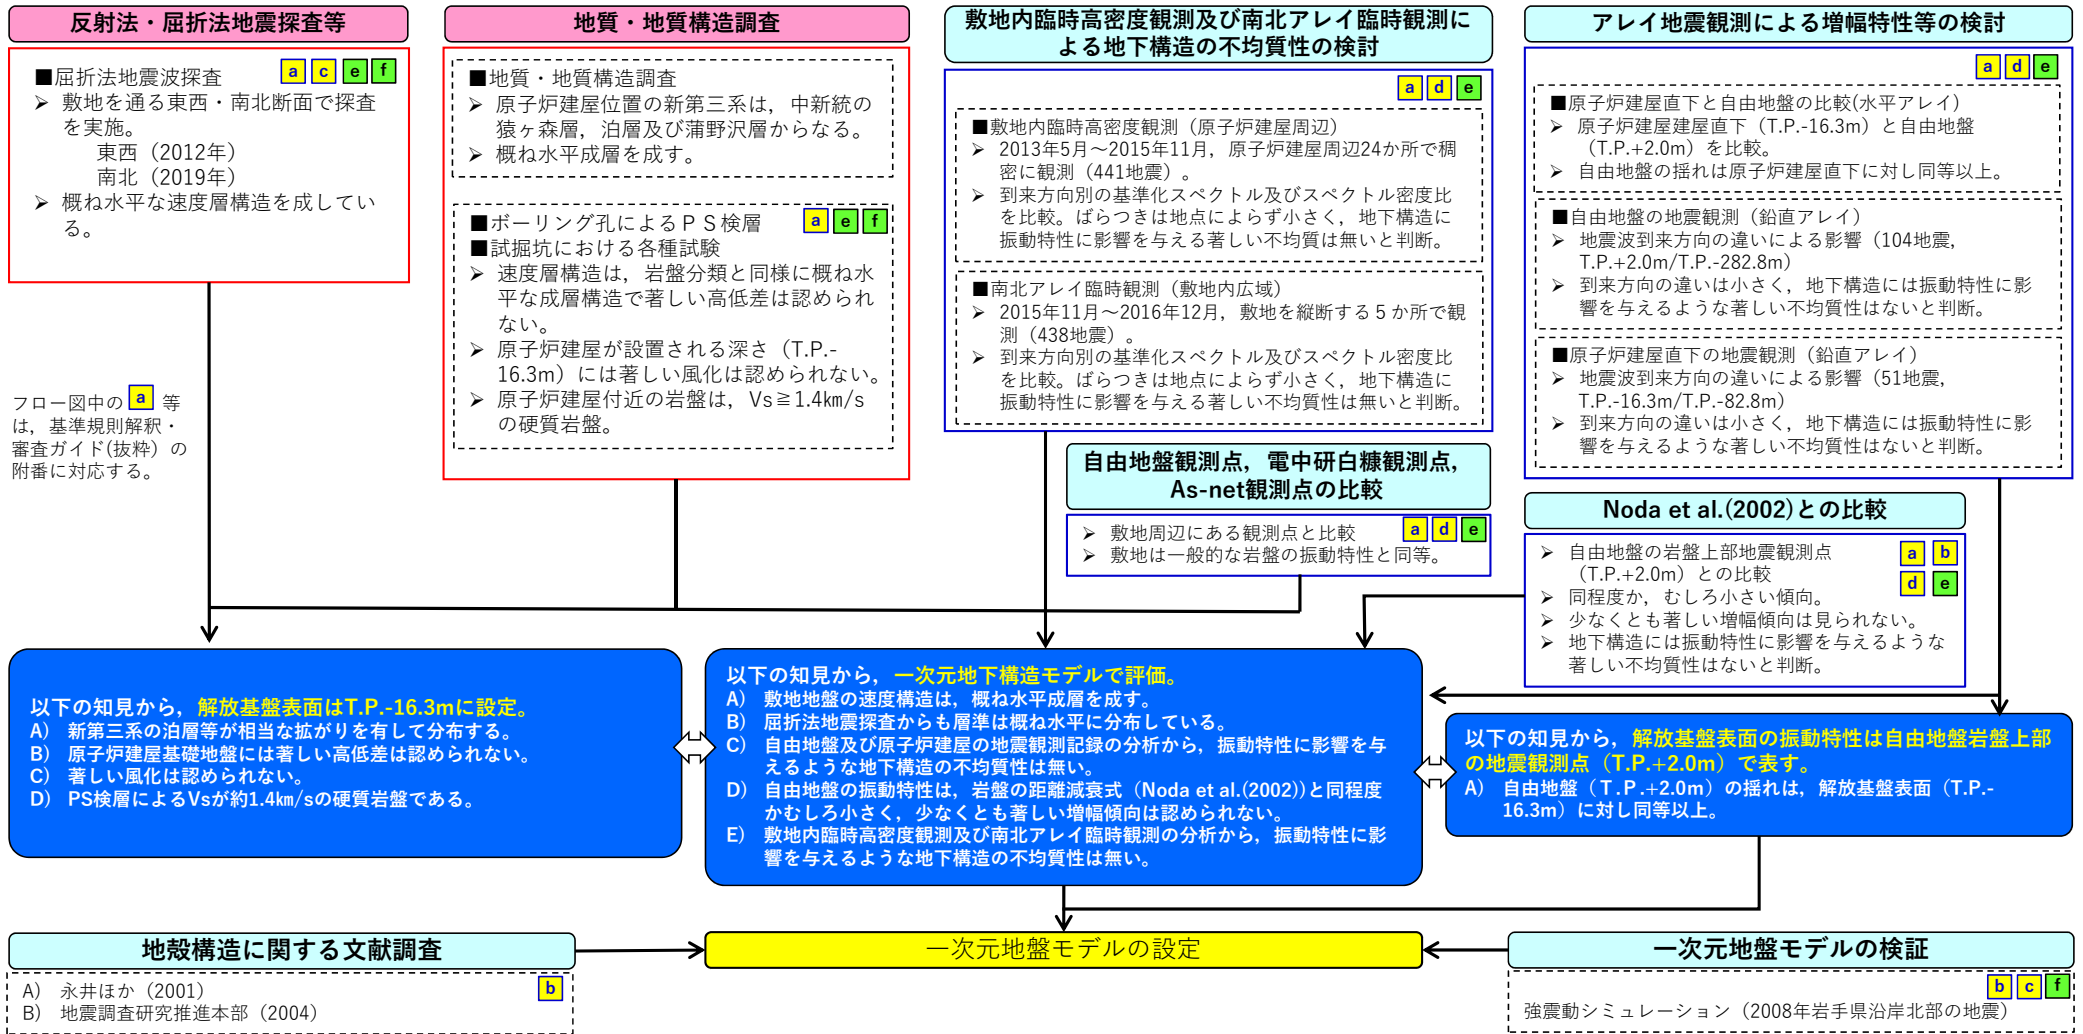 反射法・屈折法地震探査等
a c e f
■屈折法地震波探査
➢ 敷地を通る東西・南北断面で探査
を実施。
東西（2012年）
南北（2019年）
➢ 概ね水平な速度層構造を成してい
る。
フロー図中の a 等
は，基準規則解釈・
審査ガイド(抜粋）の
附番に対応する。
地質・地質構造調査
■地質・地質構造調査
➢ 原子炉建屋位置の新第三系は，中新統の
猿ヶ森層，泊層及び蒲野沢層からなる。
➢ 概ね水平成層を成す。
■ボーリング孔によるＰＳ検層
a e f
■試掘坑における各種試験
➢ 速度層構造は，岩盤分類と同様に概ね水
平な成層構造で著しい高低差は認められ
ない。
➢ 原子炉建屋が設置される深さ（T.P.-
16.3m）には著しい風化は認められない。
➢ 原子炉建屋付近の岩盤は，Vs≧1.4㎞/s
の硬質岩盤。
敷地内臨時高密度観測及び南北アレイ臨時観測に
よる地下構造の不均質性の検討
a d e
■敷地内臨時高密度観測（原子炉建屋周辺）
➢ 2013年5月～2015年11月，原子炉建屋周辺24か所で稠
密に観測（441地震）。
➢ 到来方向別の基準化スペクトル及びスペクトル密度比
を比較。ばらつきは地点によらず小さく，地下構造に
振動特性に影響を与える著しい不均質は無いと判断。
■南北アレイ臨時観測（敷地内広域）
➢ 2015年11月～2016年12月，敷地を縦断する５か所で観
測（438地震）。
➢ 到来方向別の基準化スペクトル及びスペクトル密度比
を比較。ばらつきは地点によらず小さく，地下構造に
振動特性に影響を与える著しい不均質性は無いと判断。
自由地盤観測点，電中研白糠観測点，
As-net観測点の比較
a d e
➢ 敷地周辺にある観測点と比較
➢ 敷地は一般的な岩盤の振動特性と同等。
アレイ地震観測による増幅特性等の検討
a d e
■原子炉建屋直下と自由地盤の比較(水平アレイ）
➢ 原子炉建屋建屋直下（T.P.-16.3m）と自由地盤
（T.P.+2.0m）を比較。
➢ 自由地盤の揺れは原子炉建屋直下に対し同等以上。
■自由地盤の地震観測（鉛直アレイ）
➢ 地震波到来方向の違いによる影響（104地震，
T.P.+2.0m/T.P.-282.8m）
➢ 到来方向の違いは小さく，地下構造には振動特性に影
響を与えるような著しい不均質性はないと判断。
■原子炉建屋直下の地震観測（鉛直アレイ）
➢ 地震波到来方向の違いによる影響（51地震，
T.P.-16.3m/T.P.-82.8m）
➢ 到来方向の違いは小さく，地下構造には振動特性に影
響を与えるような著しい不均質性はないと判断。
Noda et al.(2002)との比較
a b
d e
➢ 自由地盤の岩盤上部地震観測点
（T.P.+2.0m）との比較
➢ 同程度か，むしろ小さい傾向。
➢ 少なくとも著しい増幅傾向は見られない。
➢ 地下構造には振動特性に影響を与えるような
著しい不均質性はないと判断。
以下の知見から，解放基盤表面はT.P.-16.3mに設定。
A) 新第三系の泊層等が相当な拡がりを有して分布する。
B) 原子炉建屋基礎地盤には著しい高低差は認められない。
C) 著しい風化は認められない。
D) PS検層によるVsが約1.4㎞/sの硬質岩盤である。
以下の知見から，一次元地下構造モデルで評価。
A) 敷地地盤の速度構造は，概ね水平成層を成す。
B) 屈折法地震探査からも層準は概ね水平に分布している。
C) 自由地盤及び原子炉建屋の地震観測記録の分析から，振動特性に影響を与
えるような地下構造の不均質性は無い。
D) 自由地盤の振動特性は，岩盤の距離減衰式（Noda et al.(2002))と同程度
かむしろ小さく，少なくとも著しい増幅傾向は認められない。
E) 敷地内臨時高密度観測及び南北アレイ臨時観測の分析から，振動特性に影
響を与えるような地下構造の不均質性は無い。
以下の知見から，解放基盤表面の振動特性は自由地盤岩盤上部
の地震観測点（T.P.+2.0m）で表す。
A) 自由地盤（Ｔ.Ｐ.+2.0m）の揺れは，解放基盤表面（T.P.-
16.3m）に対し同等以上。
地殻構造に関する文献調査
b
A) 永井ほか（2001）
B) 地震調査研究推進本部（2004）
一次元地盤モデルの設定
一次元地盤モデルの検証
b c f
強震動シミュレーション（2008年岩手県沿岸北部の地震）